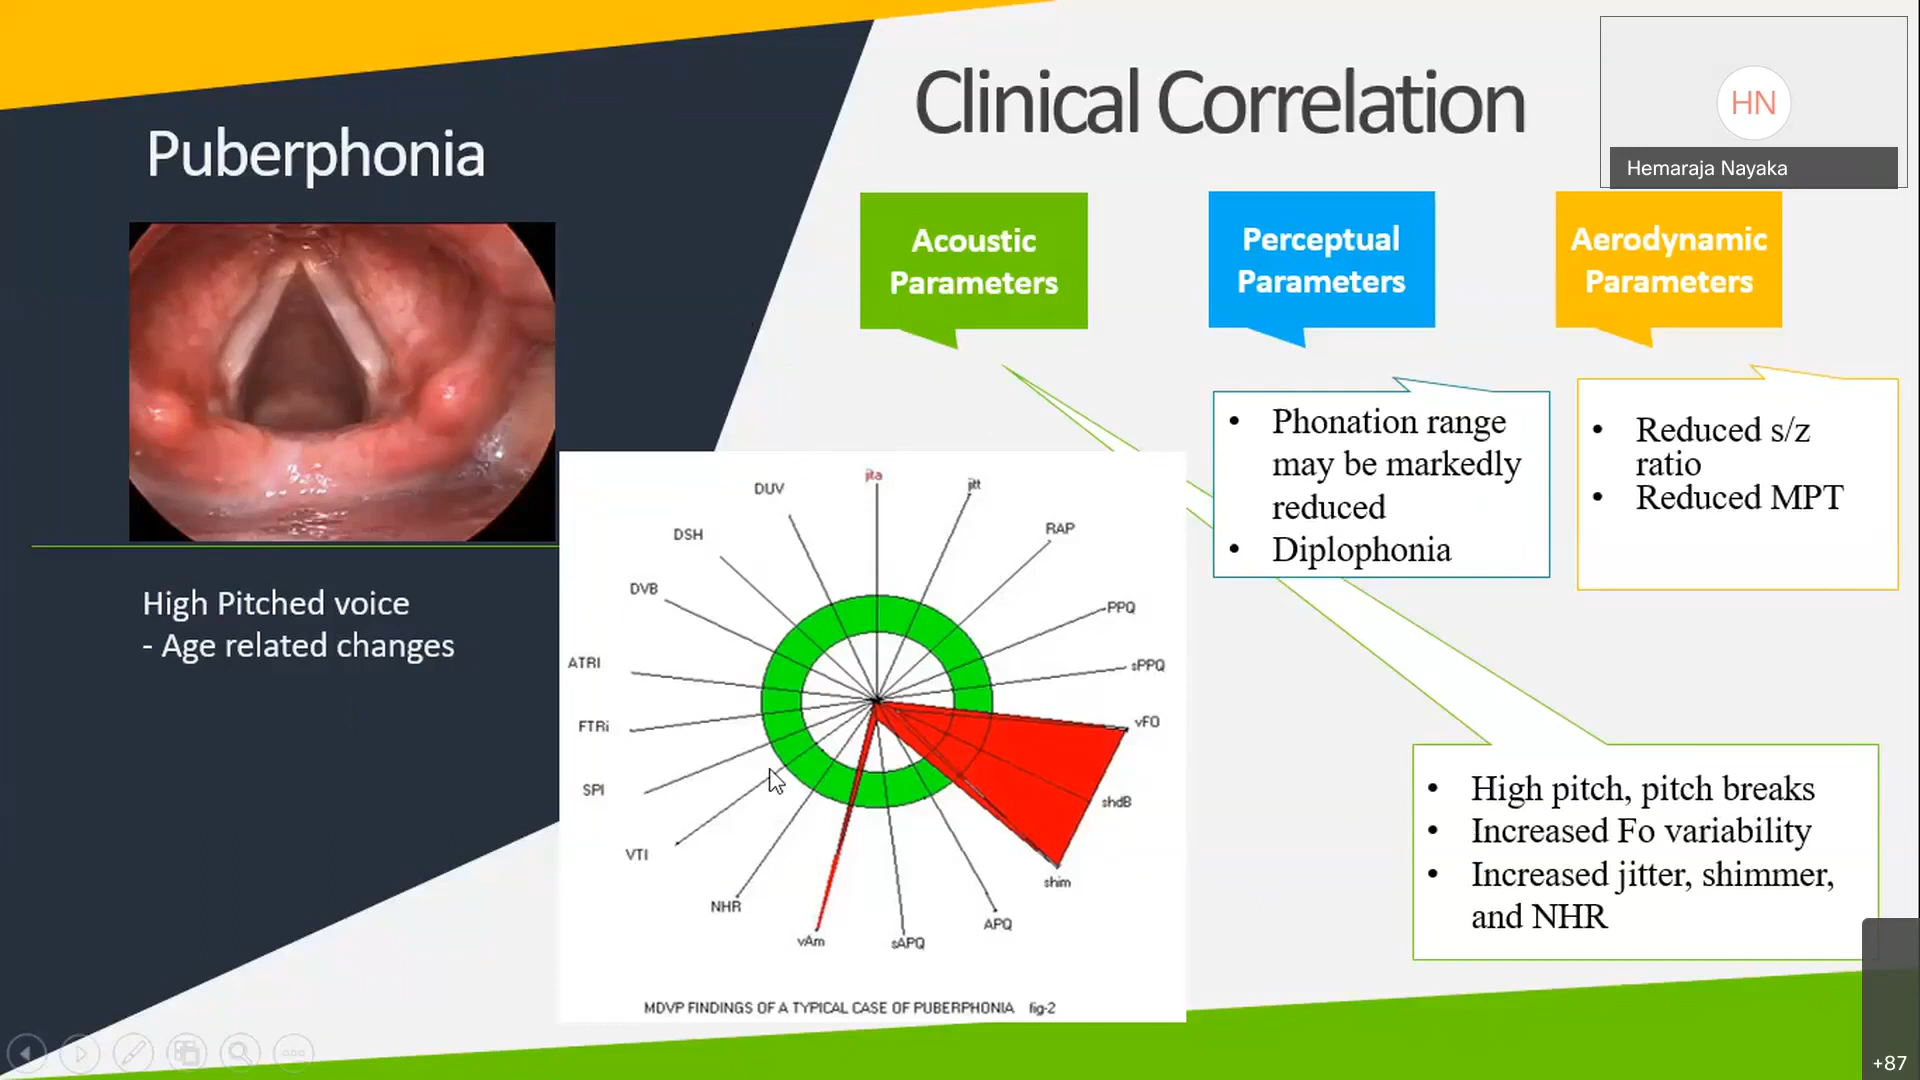 Clinical Correlation
HN
Hemaraja Nayaka
Puberphonia
High Pitched voice
- Age related changes
Acoustic
Parameters
Perceptual
Parameters
Aerodynamic
Parameters
• Phonation range
may be markedly
reduced
• Diplophonia
• Reduced s/z
ratio
• Reduced MPT
• High pitch, pitch breaks
• Increased Fo variability
• Increased jitter, shimmer,
and NHR
jita
jitt
RAP
PPQ
sPPQ
vFO
shdB
shim
APQ
sAPQ
vAm
NHR
VTI
SPI
FTRi
ATRI
DVB
DSH
DUV
MDVP FINDINGS OF A TYPICAL CASE OF PUBERPHONIA fig-2
+87